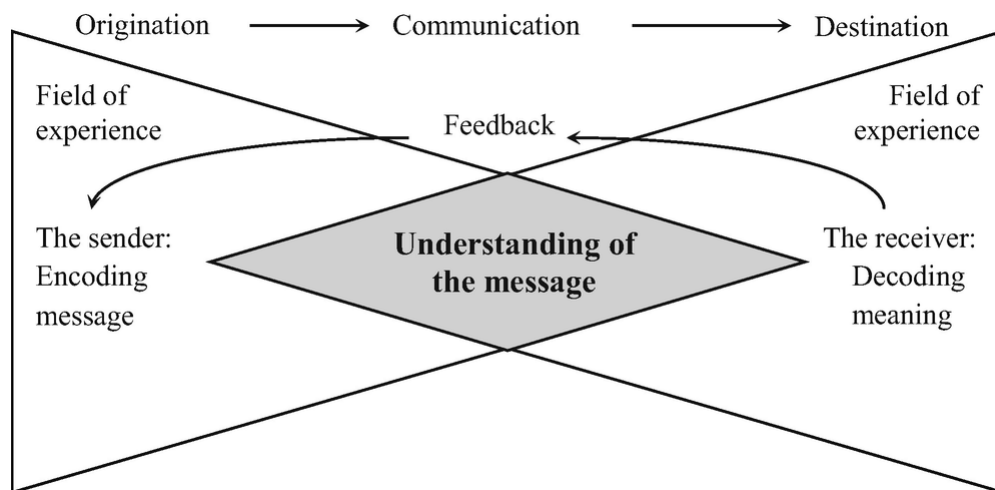 Origination
Communication
Destination
Field of
experience
Field of
experience
Feedback
The sender:
Encoding
message
Understanding of
the message
The receiver:
Decoding
meaning